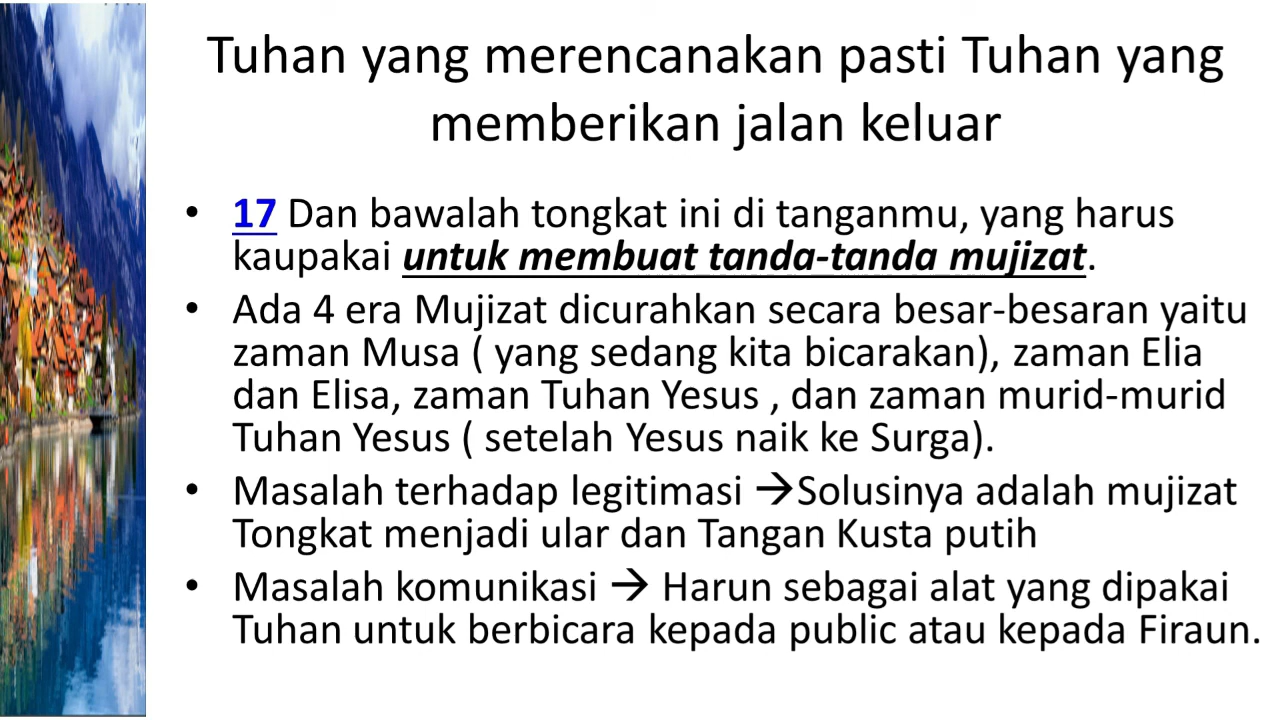 Tuhan yang merencanakan pasti Tuhan yang
memberikan jalan keluar
• 17 Dan bawalah tongkat ini di tanganmu, yang harus
kaupakai untuk membuat tanda-tanda mujizat.
• Ada 4 era Mujizat dicurahkan secara besar-besaran yaitu
zaman Musa ( yang sedang kita bicarakan), zaman Elia
dan Elisa, zaman Tuhan Yesus , dan zaman murid-murid
Tuhan Yesus ( setelah Yesus naik ke Surga).
• Masalah terhadap legitimasi →Solusinya adalah mujizat
Tongkat menjadi ular dan Tangan Kusta putih
• Masalah komunikasi → Harun sebagai alat yang dipakai
Tuhan untuk berbicara kepada public atau kepada Firaun.